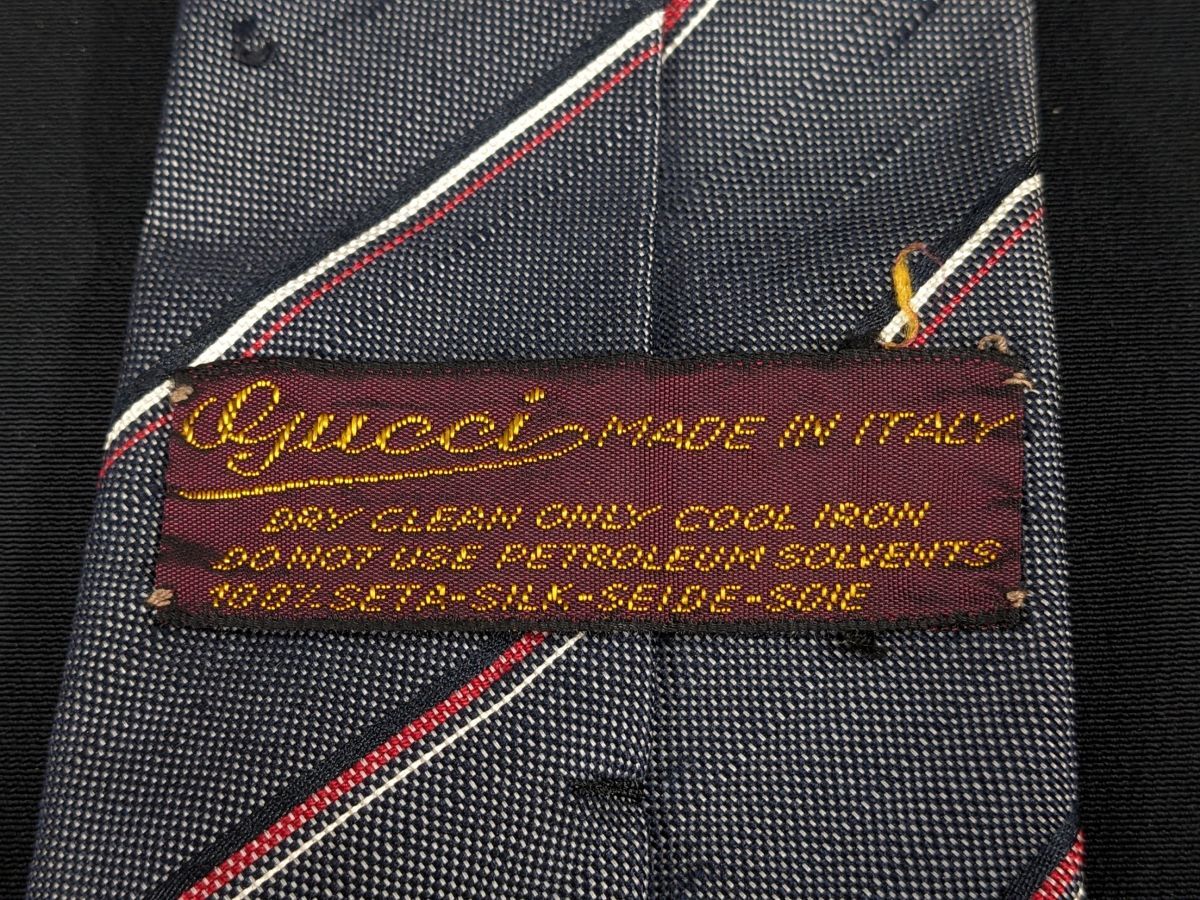 Gucci MADE IN ITALY
DRY CLEAN ONLY COOL IRON
DO NOT USE PETROLEUM SOLVENTS
100% SETA-SILK-SEIDE-SOIE